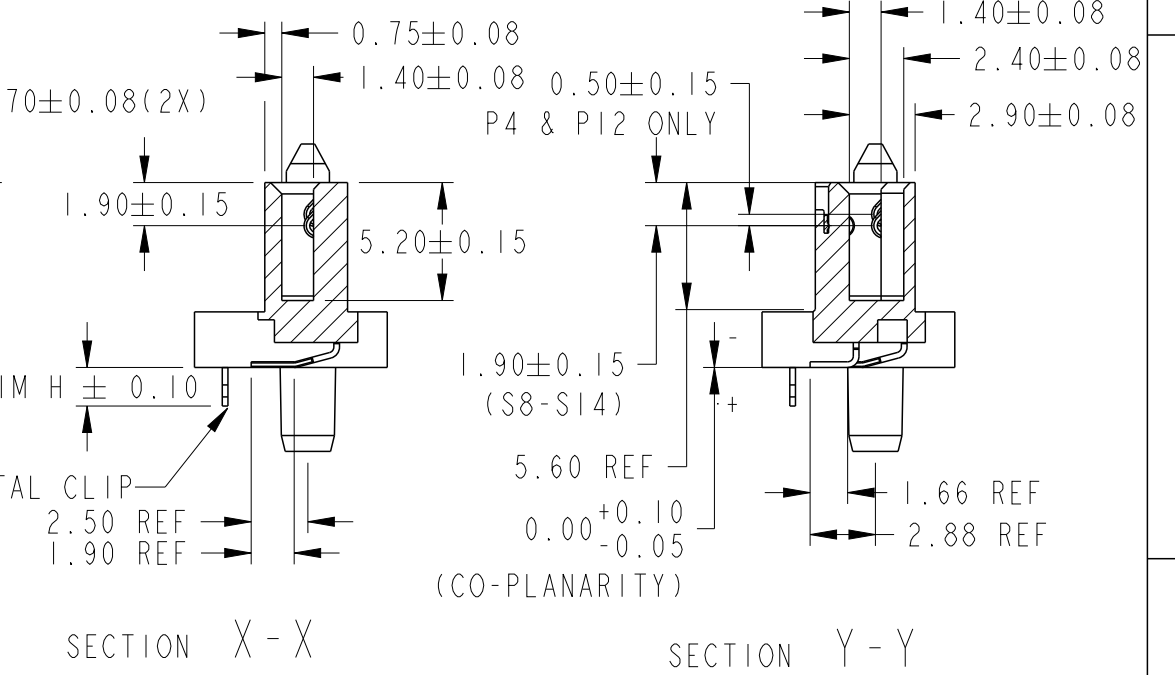 0.75±0.08
1.40±0.08
70±0.08(2X)
1.90±0.15
5.20±0.15
IM H ± 0.10
TAL CLIP
2.50 REF
1.90 REF
SECTION X-X
1.40±0.08
2.40±0.08
0.50±0.15
P4 & P12 ONLY
2.90±0.08
1.90±0.15
(S8-S14)
-
+
5.60 REF
0.00 +0.10
-0.05
(CO-PLANARITY)
1.66 REF
2.88 REF
SECTION Y-Y